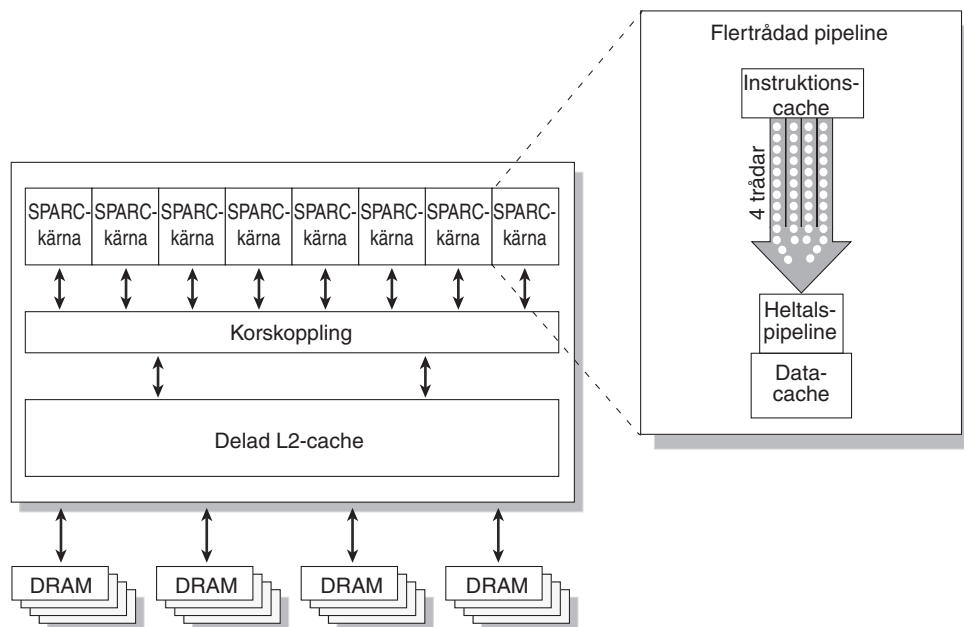 Flertrådad pipeline
Instruktions-
cache
4 trådar
Heltals-
pipeline
Data-
cache
SPARC-
kärna
SPARC-
kärna
SPARC-
kärna
SPARC-
kärna
SPARC-
kärna
SPARC-
kärna
SPARC-
kärna
SPARC-
kärna
Korskoppling
Delad L2-cache
DRAM
DRAM
DRAM
DRAM